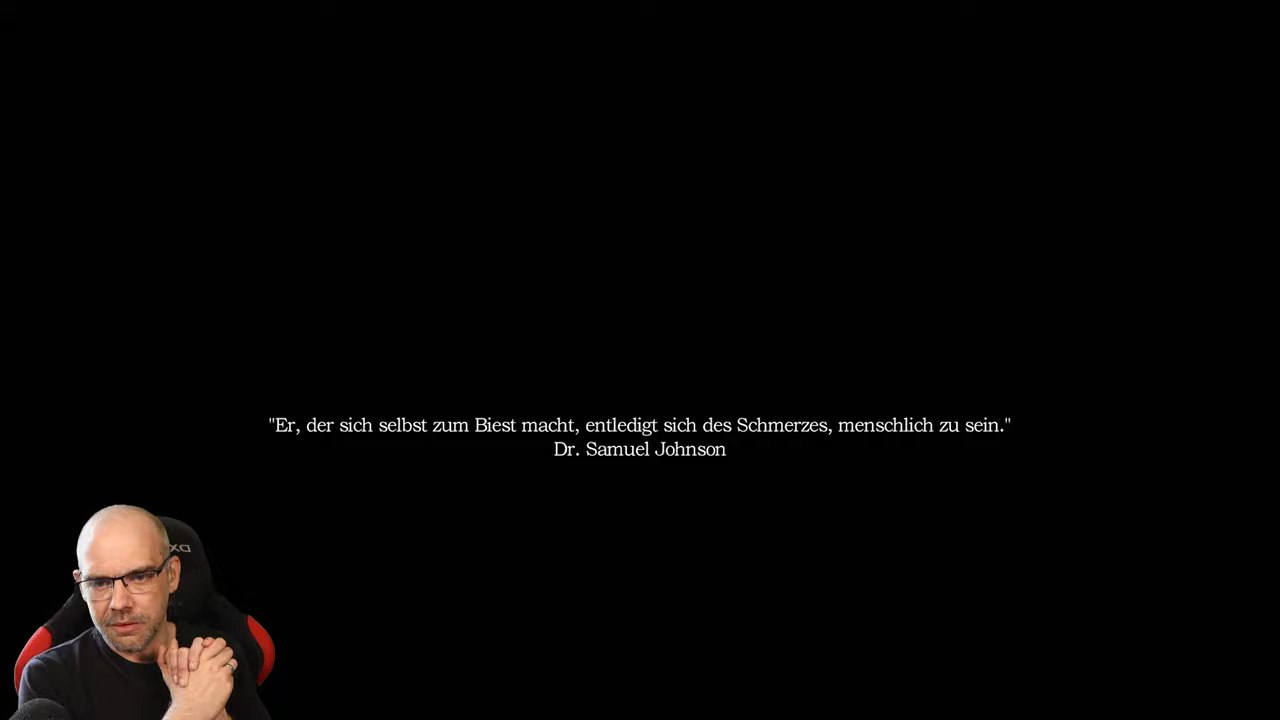 "Er, der sich selbst zum Biest macht, entledigt sich des Schmerzes, menschlich zu sein."
Dr. Samuel Johnson